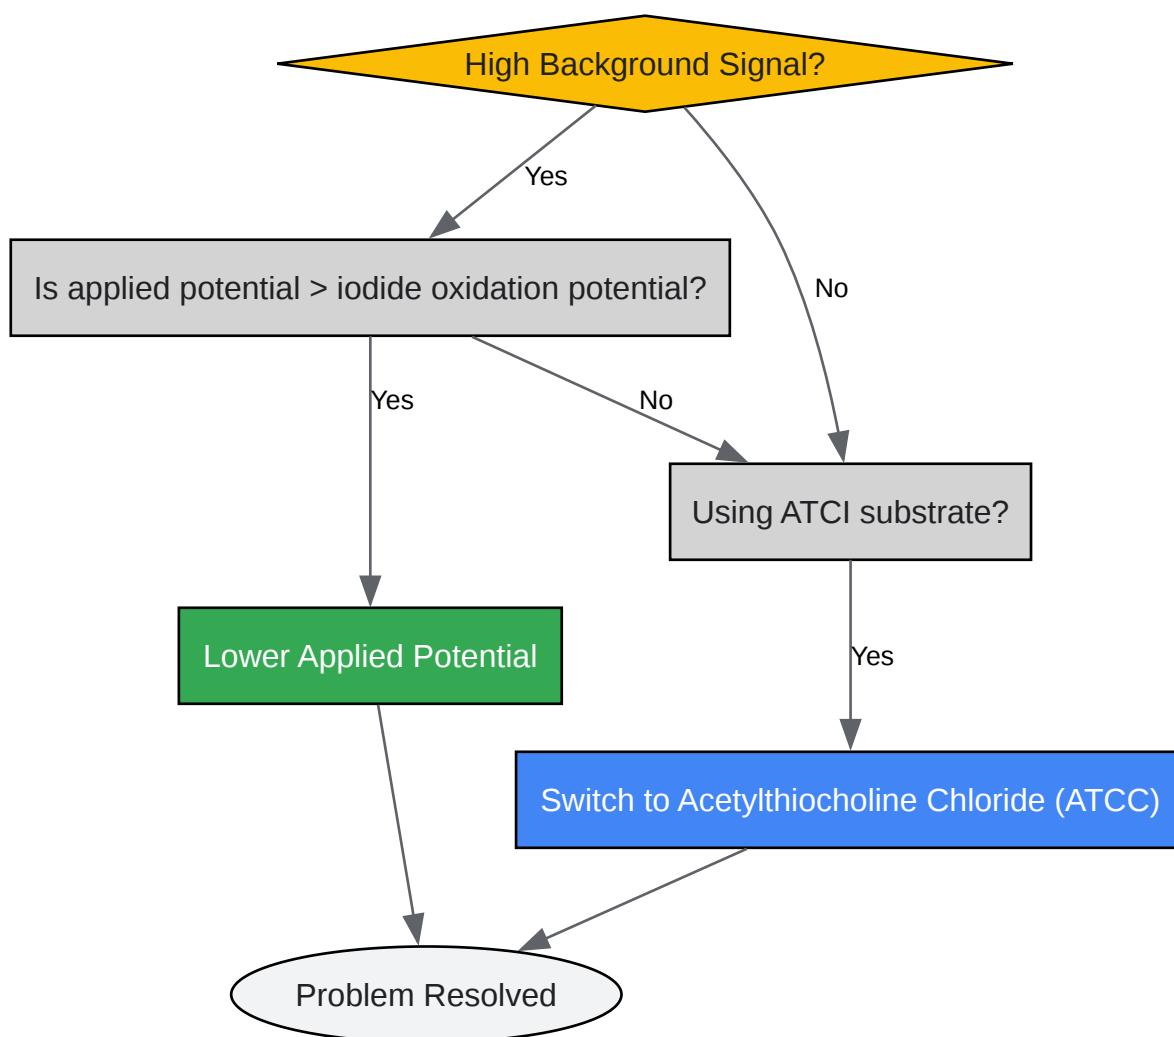 High Background Signal?
Yes
Is applied potential > iodide oxidation potential?
No
Yes
No
Using ATCI substrate?
Lower Applied Potential
Yes
Switch to Acetylthiocholine Chloride (ATCC)
Problem Resolved